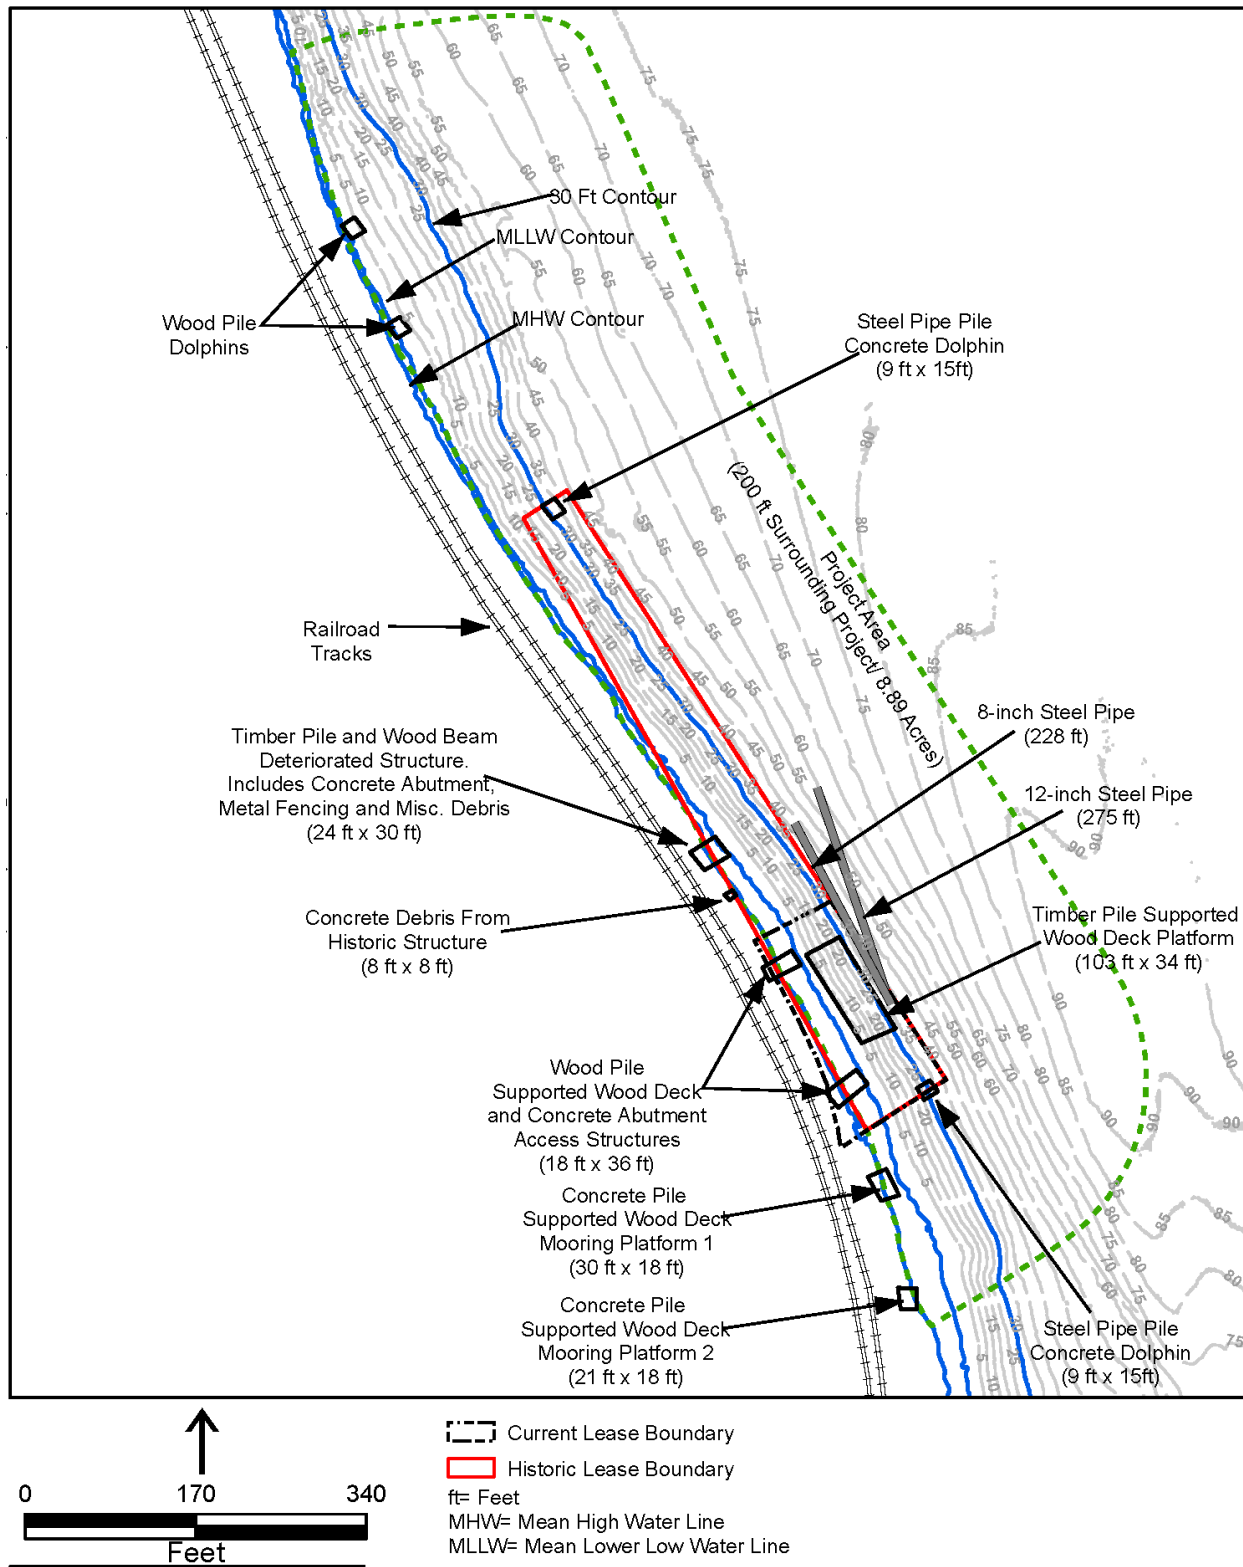 30 Ft Contour
MLLW Contour
MHW Contour
Wood Pile
Dolphins
Steel Pipe Pile
Concrete Dolphin
(9 ft x 15ft)
Project Area
(200 ft Surrounding Project/ 8.89 Acres)
Railroad
Tracks
8-inch Steel Pipe
(228 ft)
12-inch Steel Pipe
(275 ft)
Timber Pile and Wood Beam
Deteriorated Structure.
Includes Concrete Abutment,
Metal Fencing and Misc. Debris
(24 ft x 30 ft)
Concrete Debris From
Historic Structure
(8 ft x 8 ft)
Timber Pile Supported
Wood Deck Platform
(103 ft x 34 ft)
Wood Pile
Supported Wood Deck
and Concrete Abutment
Access Structures
(18 ft x 36 ft)
Concrete Pile
Supported Wood Deck
Mooring Platform 1
(30 ft x 18 ft)
Concrete Pile
Supported Wood Deck
Mooring Platform 2
(21 ft x 18 ft)
Steel Pipe Pile
Concrete Dolphin
(9 ft x 15ft)
0 170 340
Feet
Current Lease Boundary
Historic Lease Boundary
ft= Feet
MHW= Mean High Water Line
MLLW= Mean Lower Low Water Line